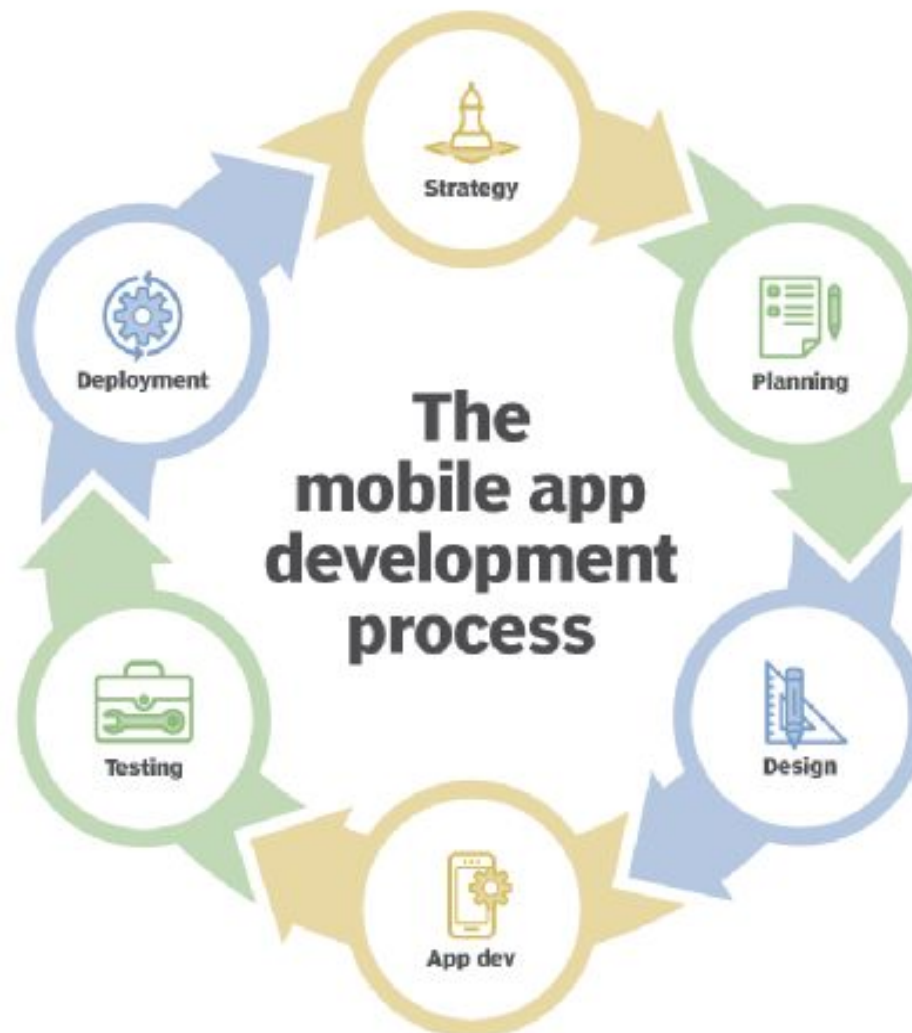 Strategy
Planning
Design
App dev
Testing
Deployment
The
mobile app
development
process